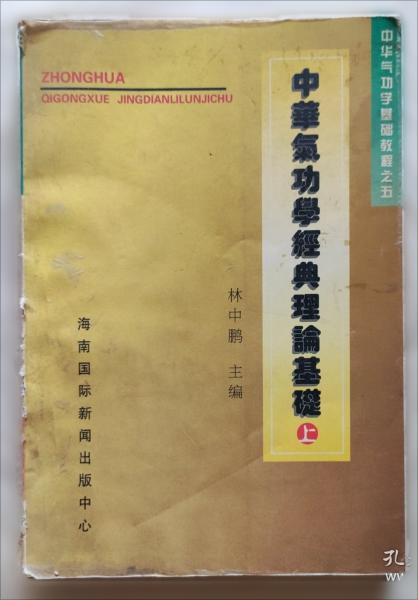 ZHONGHUA
QIGONGXUE JINGDIANLILUNJICHU
中华气功学基础教程之五
中華氣功學經典理論基礎
上
林中鹏 主编
海南国际新闻出版中心
孔